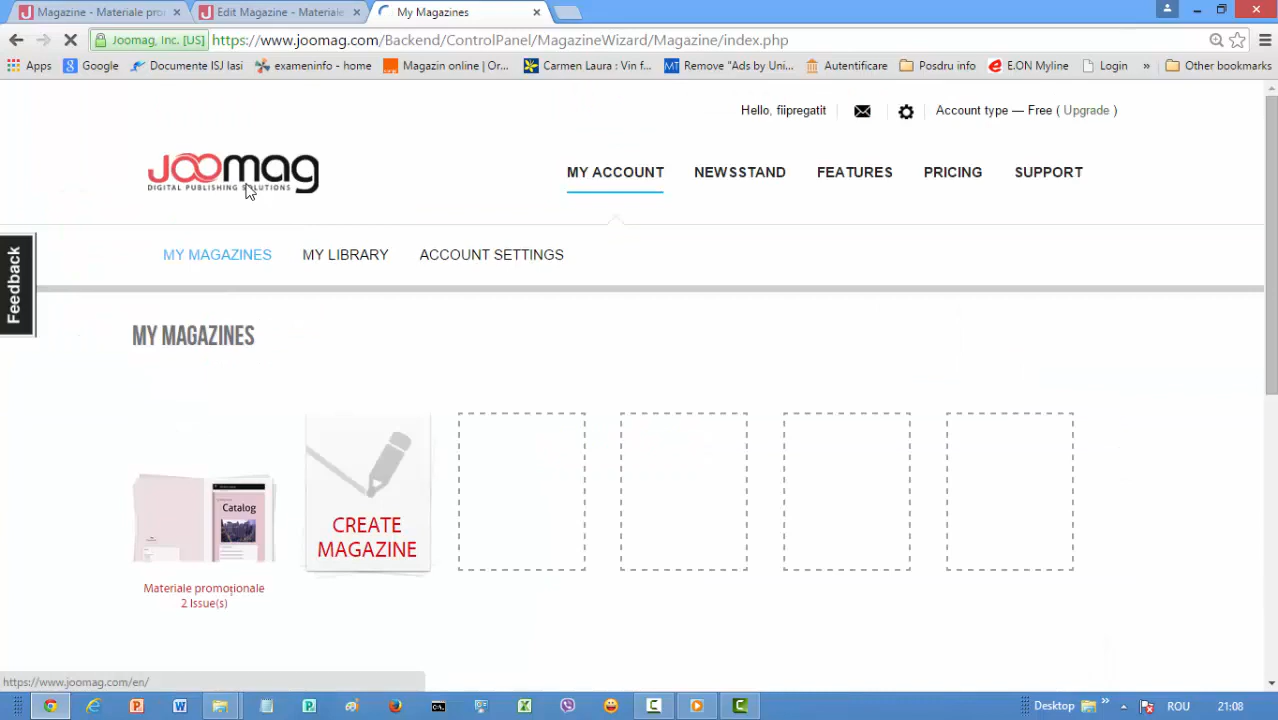 Magazine - Materiale pro
Edit Magazine - Materiale
My Magazines
Joomag, Inc. [US]
https://www.joomag.com/Backend/ControlPanel/MagazineWizard/Magazine/index.php
Apps
Google
Documente ISJ Iasi
exameninfo - home
Magazin online | Or...
Carmen Laura : Vin f...
Remove "Ads by Uni...
Autentificare
Posdru info
E.ON Myline
Login
»
Other bookmarks
Hello, fiipregatit
Account type — Free ( Upgrade )
JOOmag
DIGITAL PUBLISHING SOLUTIONS
MY ACCOUNT
NEWSSTAND
FEATURES
PRICING
SUPPORT
Feedback
MY MAGAZINES
MY LIBRARY
ACCOUNT SETTINGS
MY MAGAZINES
Catalog
CREATE
MAGAZINE
Materiale promoționale
2 Issue(s)
https://www.joomag.com/en/
Desktop
»
ROU
21:08